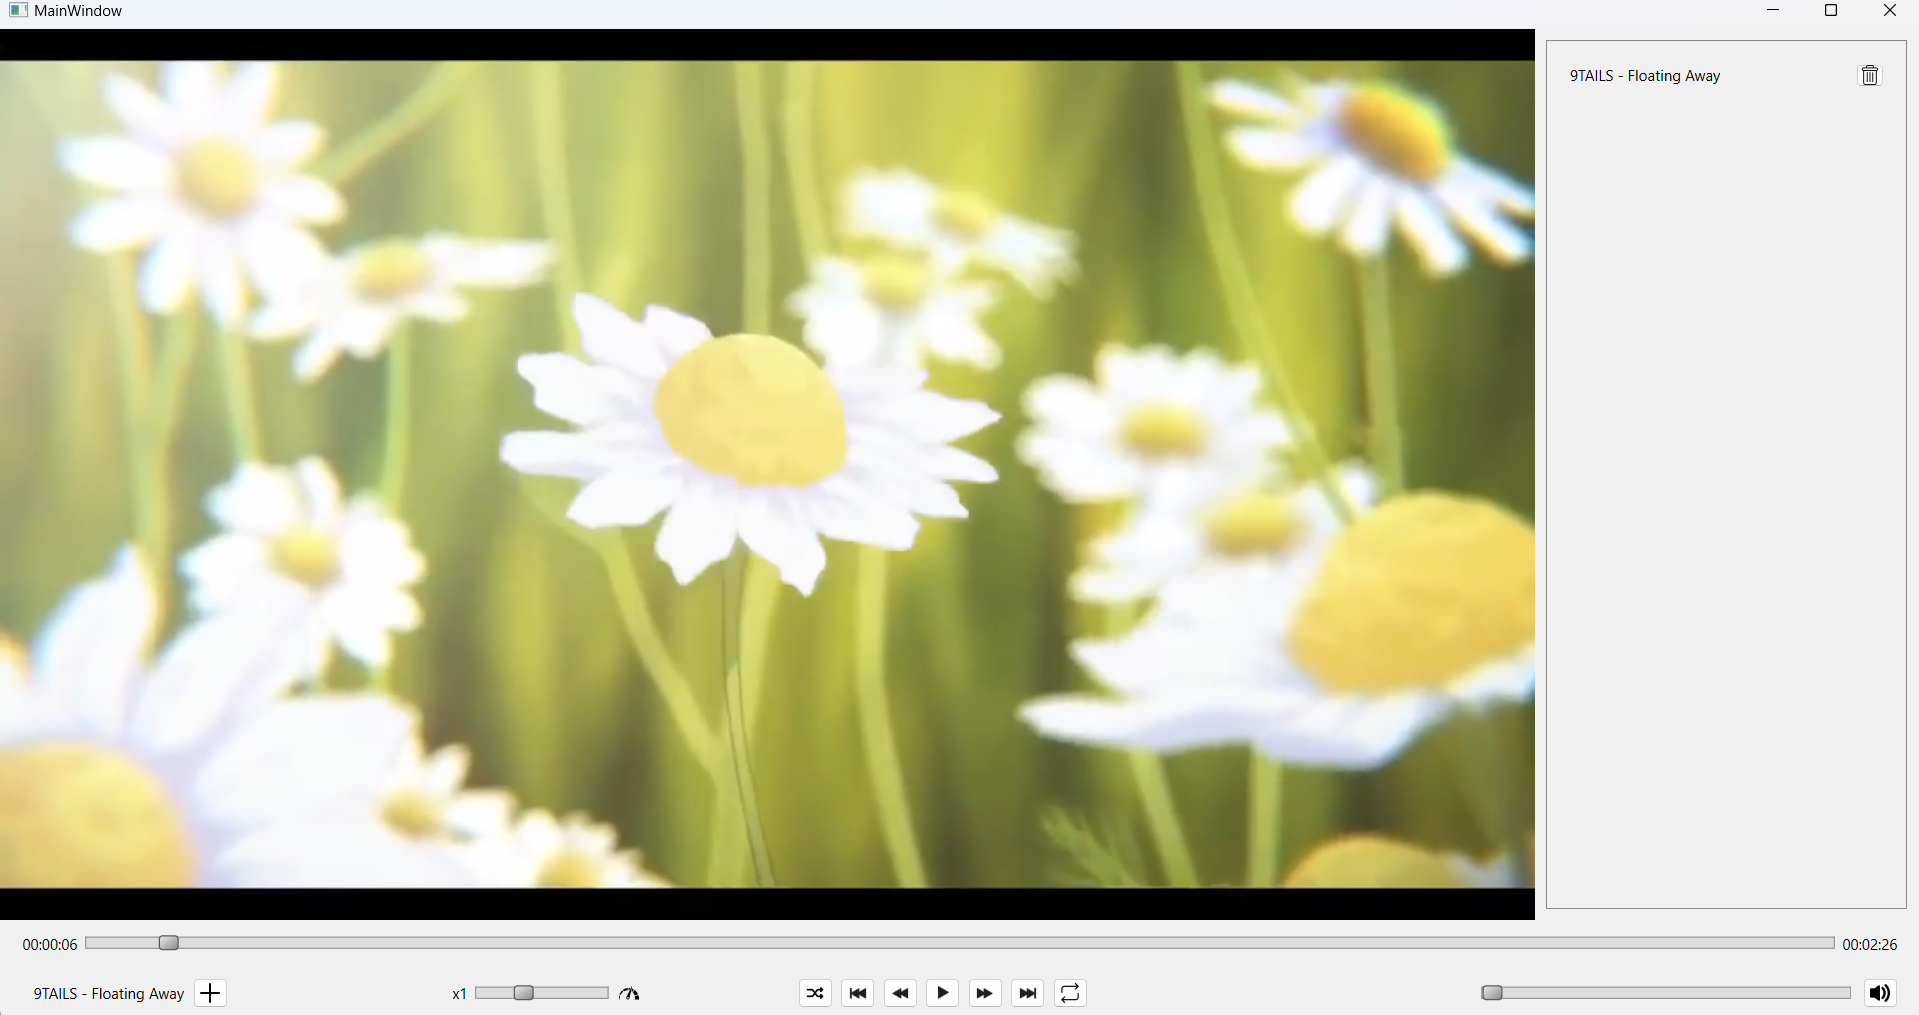 MainWindow
9TAILS - Floating Away
00:00:06
00:02:26
9TAILS - Floating Away
x1